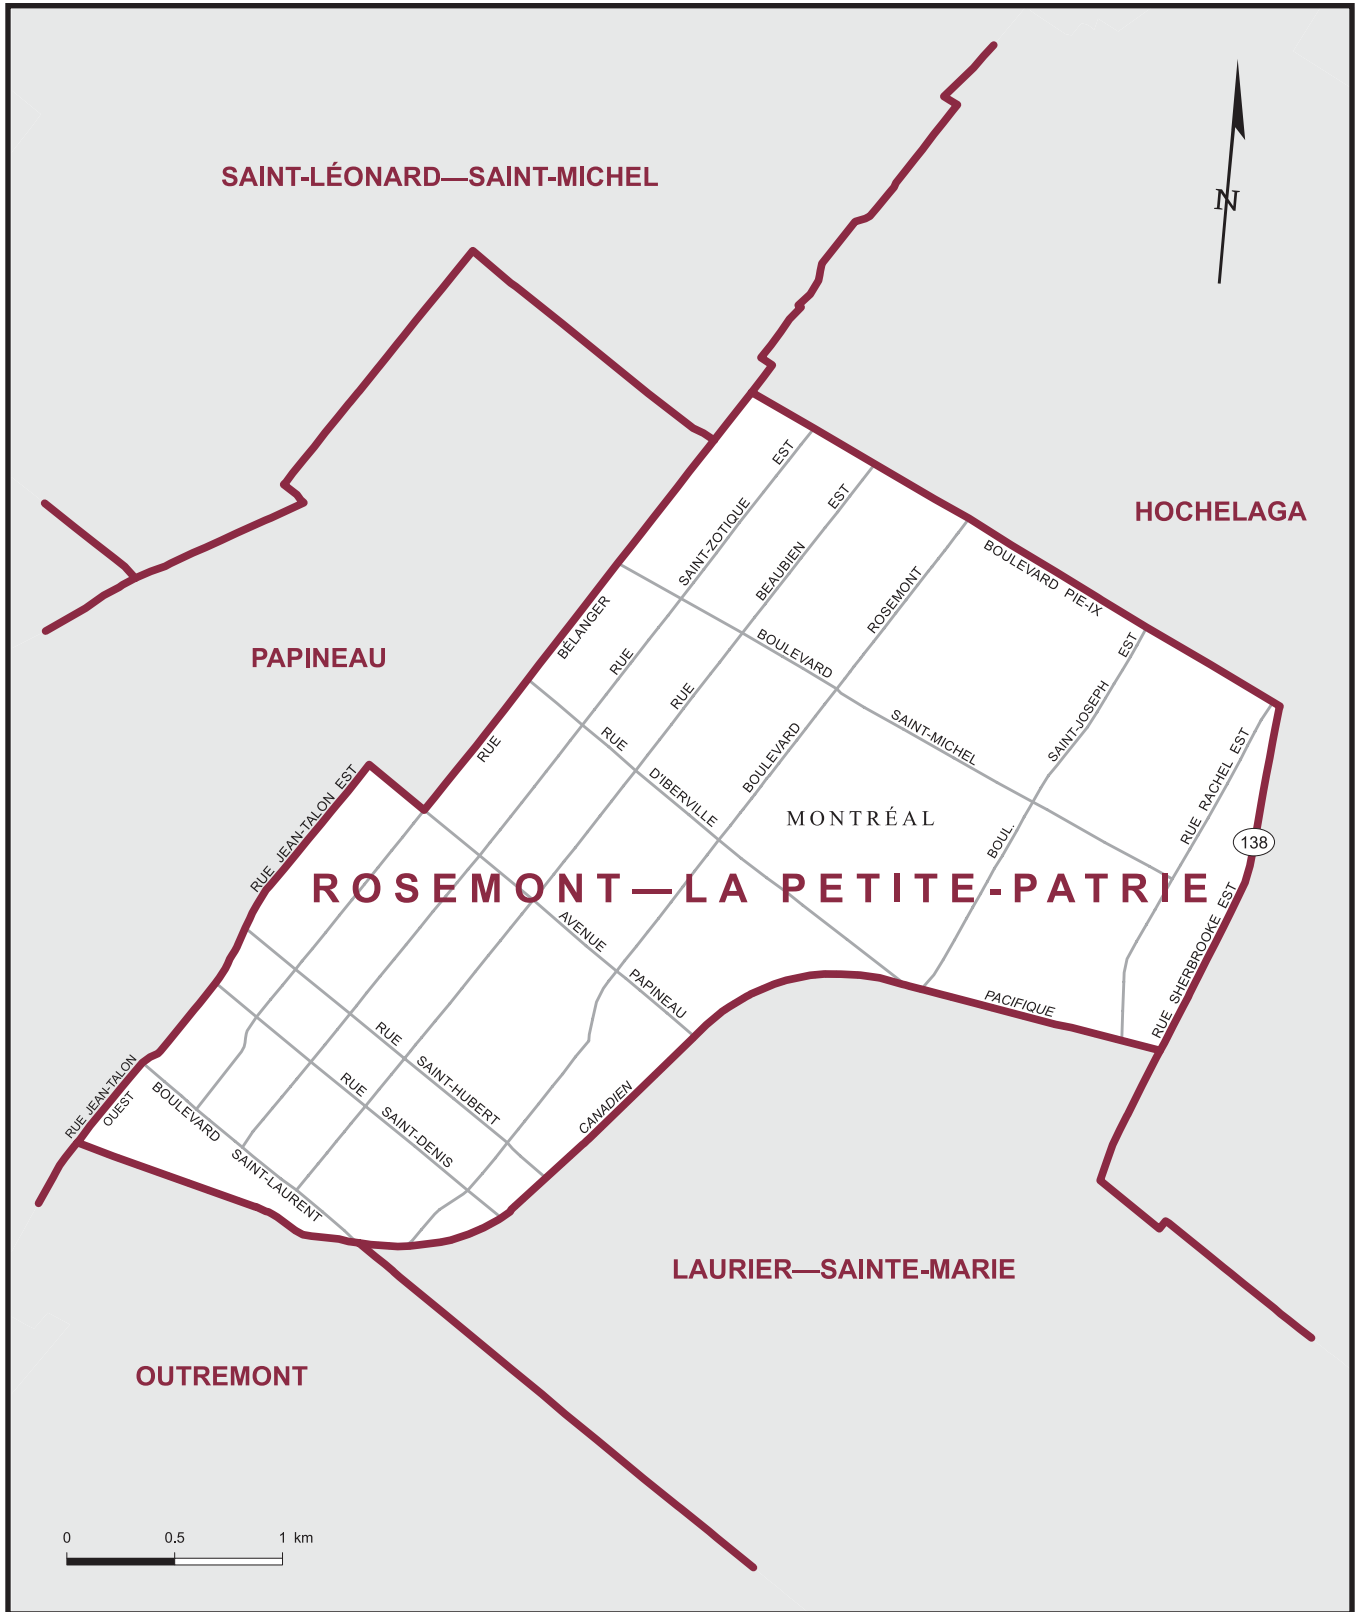 SAINT-LÉONARD—SAINT-MICHEL
N
HOCHELAGA
PAPINEAU
RUE SAINT-ZOTIQUE EST
RUE BEAUBIEN EST
BOULEVARD ROSEMONT
BOULEVARD PIE-IX
RUE BÉLANGER
BOULEVARD SAINT-MICHEL
BOUL. SAINT-JOSEPH EST
RUE RACHEL EST
RUE D'IBERVILLE
RUE JEAN-TALON EST
MONTRÉAL
138
ROSEMONT—LA PETITE-PATRIE
RUE SHERBROOKE EST
AVENUE PAPINEAU
CANADIEN PACIFIQUE
RUE SAINT-HUBERT
RUE SAINT-DENIS
RUE JEAN-TALON
OUEST
BOULEVARD SAINT-LAURENT
LAURIER—SAINTE-MARIE
OUTREMONT
0 0.5 1 km